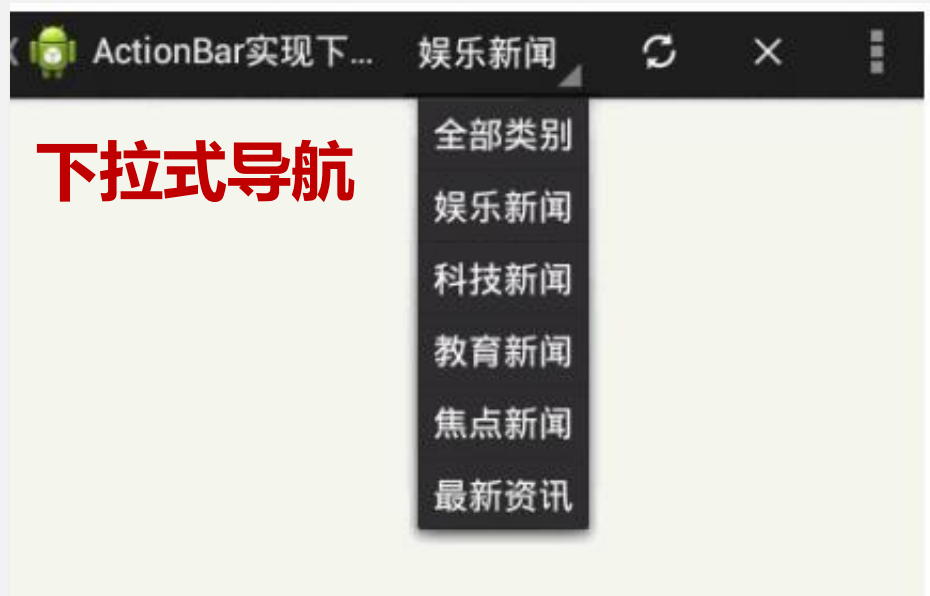 ActionBar实现下... 娱乐新闻
下拉式导航
全部类别
娱乐新闻
科技新闻
教育新闻
焦点新闻
最新资讯